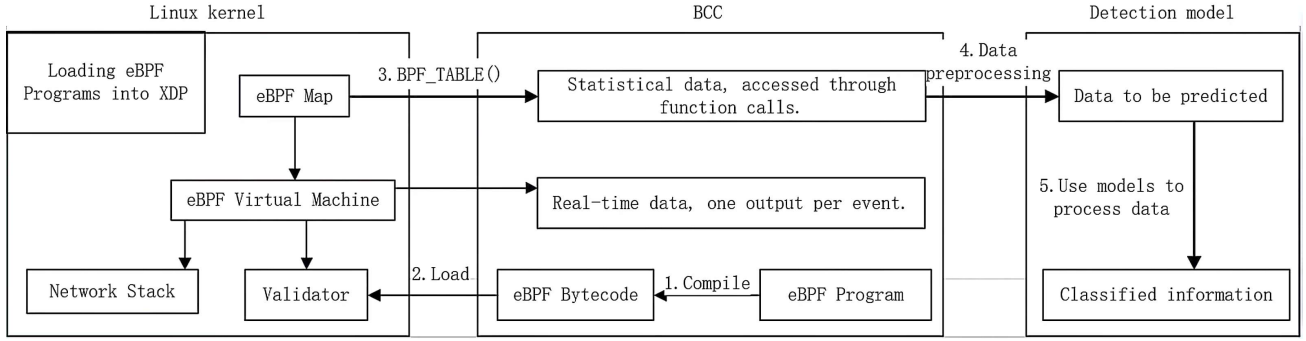 Linux kernel
BCC
Detection model
Loading eBPF
Programs into XDP
eBPF Map
3.BPF_TABLE()
Statistical data, accessed through
function calls.
4.Data
preprocessing
Data to be predicted
eBPF Virtual Machine
Real-time data, one output per event.
5.Use models to
process data
Network Stack
Validator
2.Load
eBPF Bytecode
1.Compile
eBPF Program
Classified information